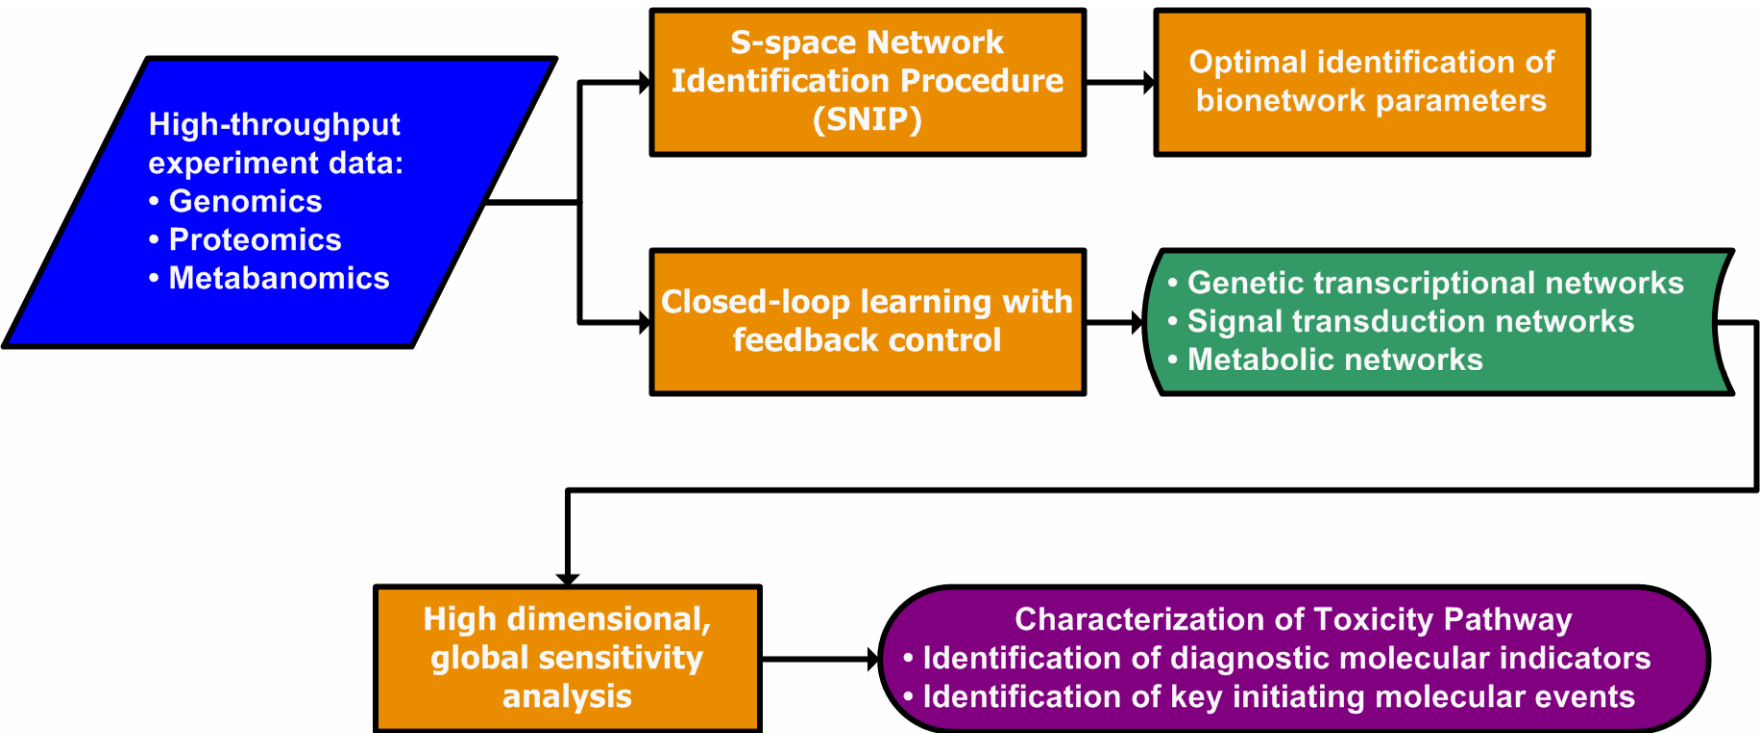 High-throughput
experiment data:
• Genomics
• Proteomics
• Metabanomics
S-space Network
Identification Procedure
(SNIP)
Optimal identification of
bionetwork parameters
Closed-loop learning with
feedback control
• Genetic transcriptional networks
• Signal transduction networks
• Metabolic networks
High dimensional,
global sensitivity
analysis
Characterization of Toxicity Pathway
• Identification of diagnostic molecular indicators
• Identification of key initiating molecular events